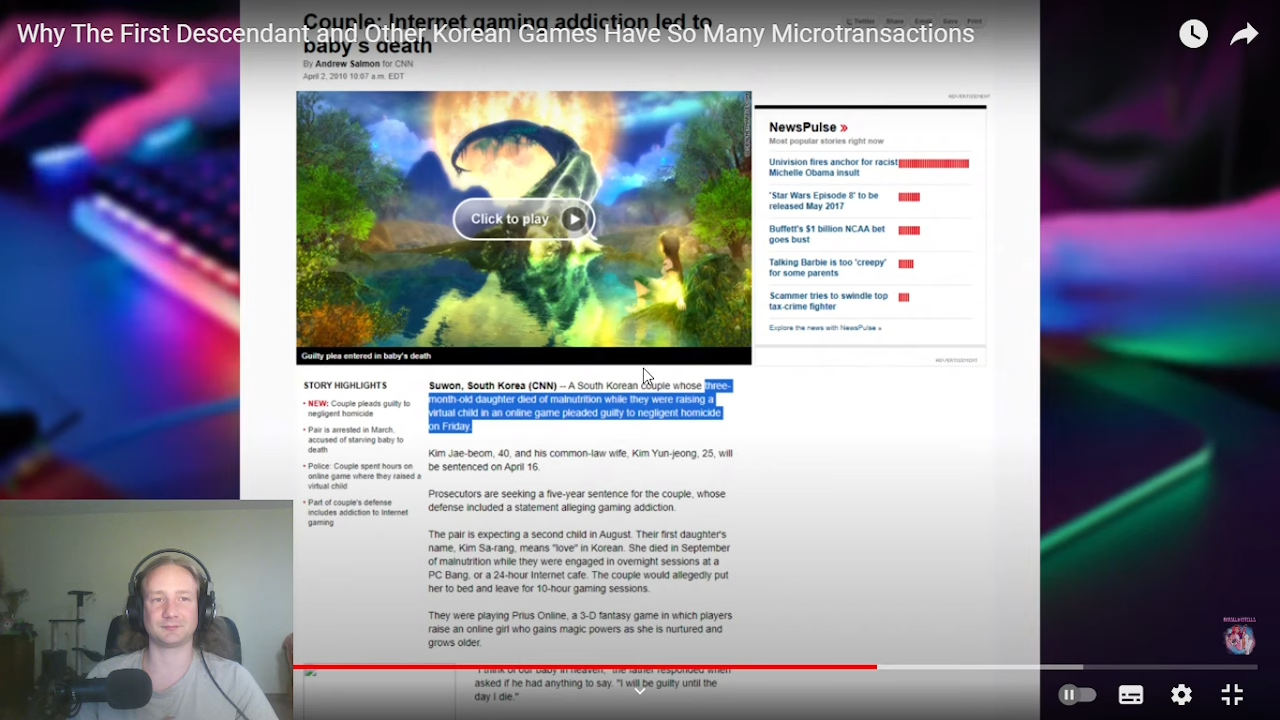 Couple: Internet gaming addiction led to
Why The First Descendant and Other Korean Games Have So Many Microtransactions
baby's death
Twitter Share Email Save Print
By Andrew Salmon for CNN
April 2, 2010 10:07 a.m. EDT
ADVERTISEMENT
Click to play
Guilty plea entered in baby's death
NewsPulse »
Most popular stories right now
Univision fires anchor for racist
Michelle Obama insult
'Star Wars Episode 8' to be
released May 2017
Buffett's $1 billion NCAA bet
goes bust
Talking Barbie is too 'creepy'
for some parents
Scammer tries to swindle top
tax-crime fighter
Explore the news with NewsPulse »
ADVERTISEMENT
STORY HIGHLIGHTS
• NEW: Couple pleads guilty to
negligent homicide
• Pair is arrested in March,
accused of starving baby to
death
• Police: Couple spent hours on
online game where they raised a
virtual child
• Part of couple's defense
includes addiction to Internet
gaming
Suwon, South Korea (CNN) -- A South Korean couple whose three-
month-old daughter died of malnutrition while they were raising a
virtual child in an online game pleaded guilty to negligent homicide
on Friday.
Kim Jae-beom, 40, and his common-law wife, Kim Yun-jeong, 25, will
be sentenced on April 16.
Prosecutors are seeking a five-year sentence for the couple, whose
defense included a statement alleging gaming addiction.
The pair is expecting a second child in August. Their first daughter's
name, Kim Sa-rang, means "love" in Korean. She died in September
of malnutrition while they were engaged in overnight sessions at a
PC Bang, or a 24-hour Internet cafe. The couple would allegedly put
her to bed and leave for 10-hour gaming sessions.
They were playing Prius Online, a 3-D fantasy game in which players
raise an online girl who gains magic powers as she is nurtured and
grows older.
"I think of our baby in heaven," the father responded when
asked if he had anything to say. "I will be guilty until the
day I die."